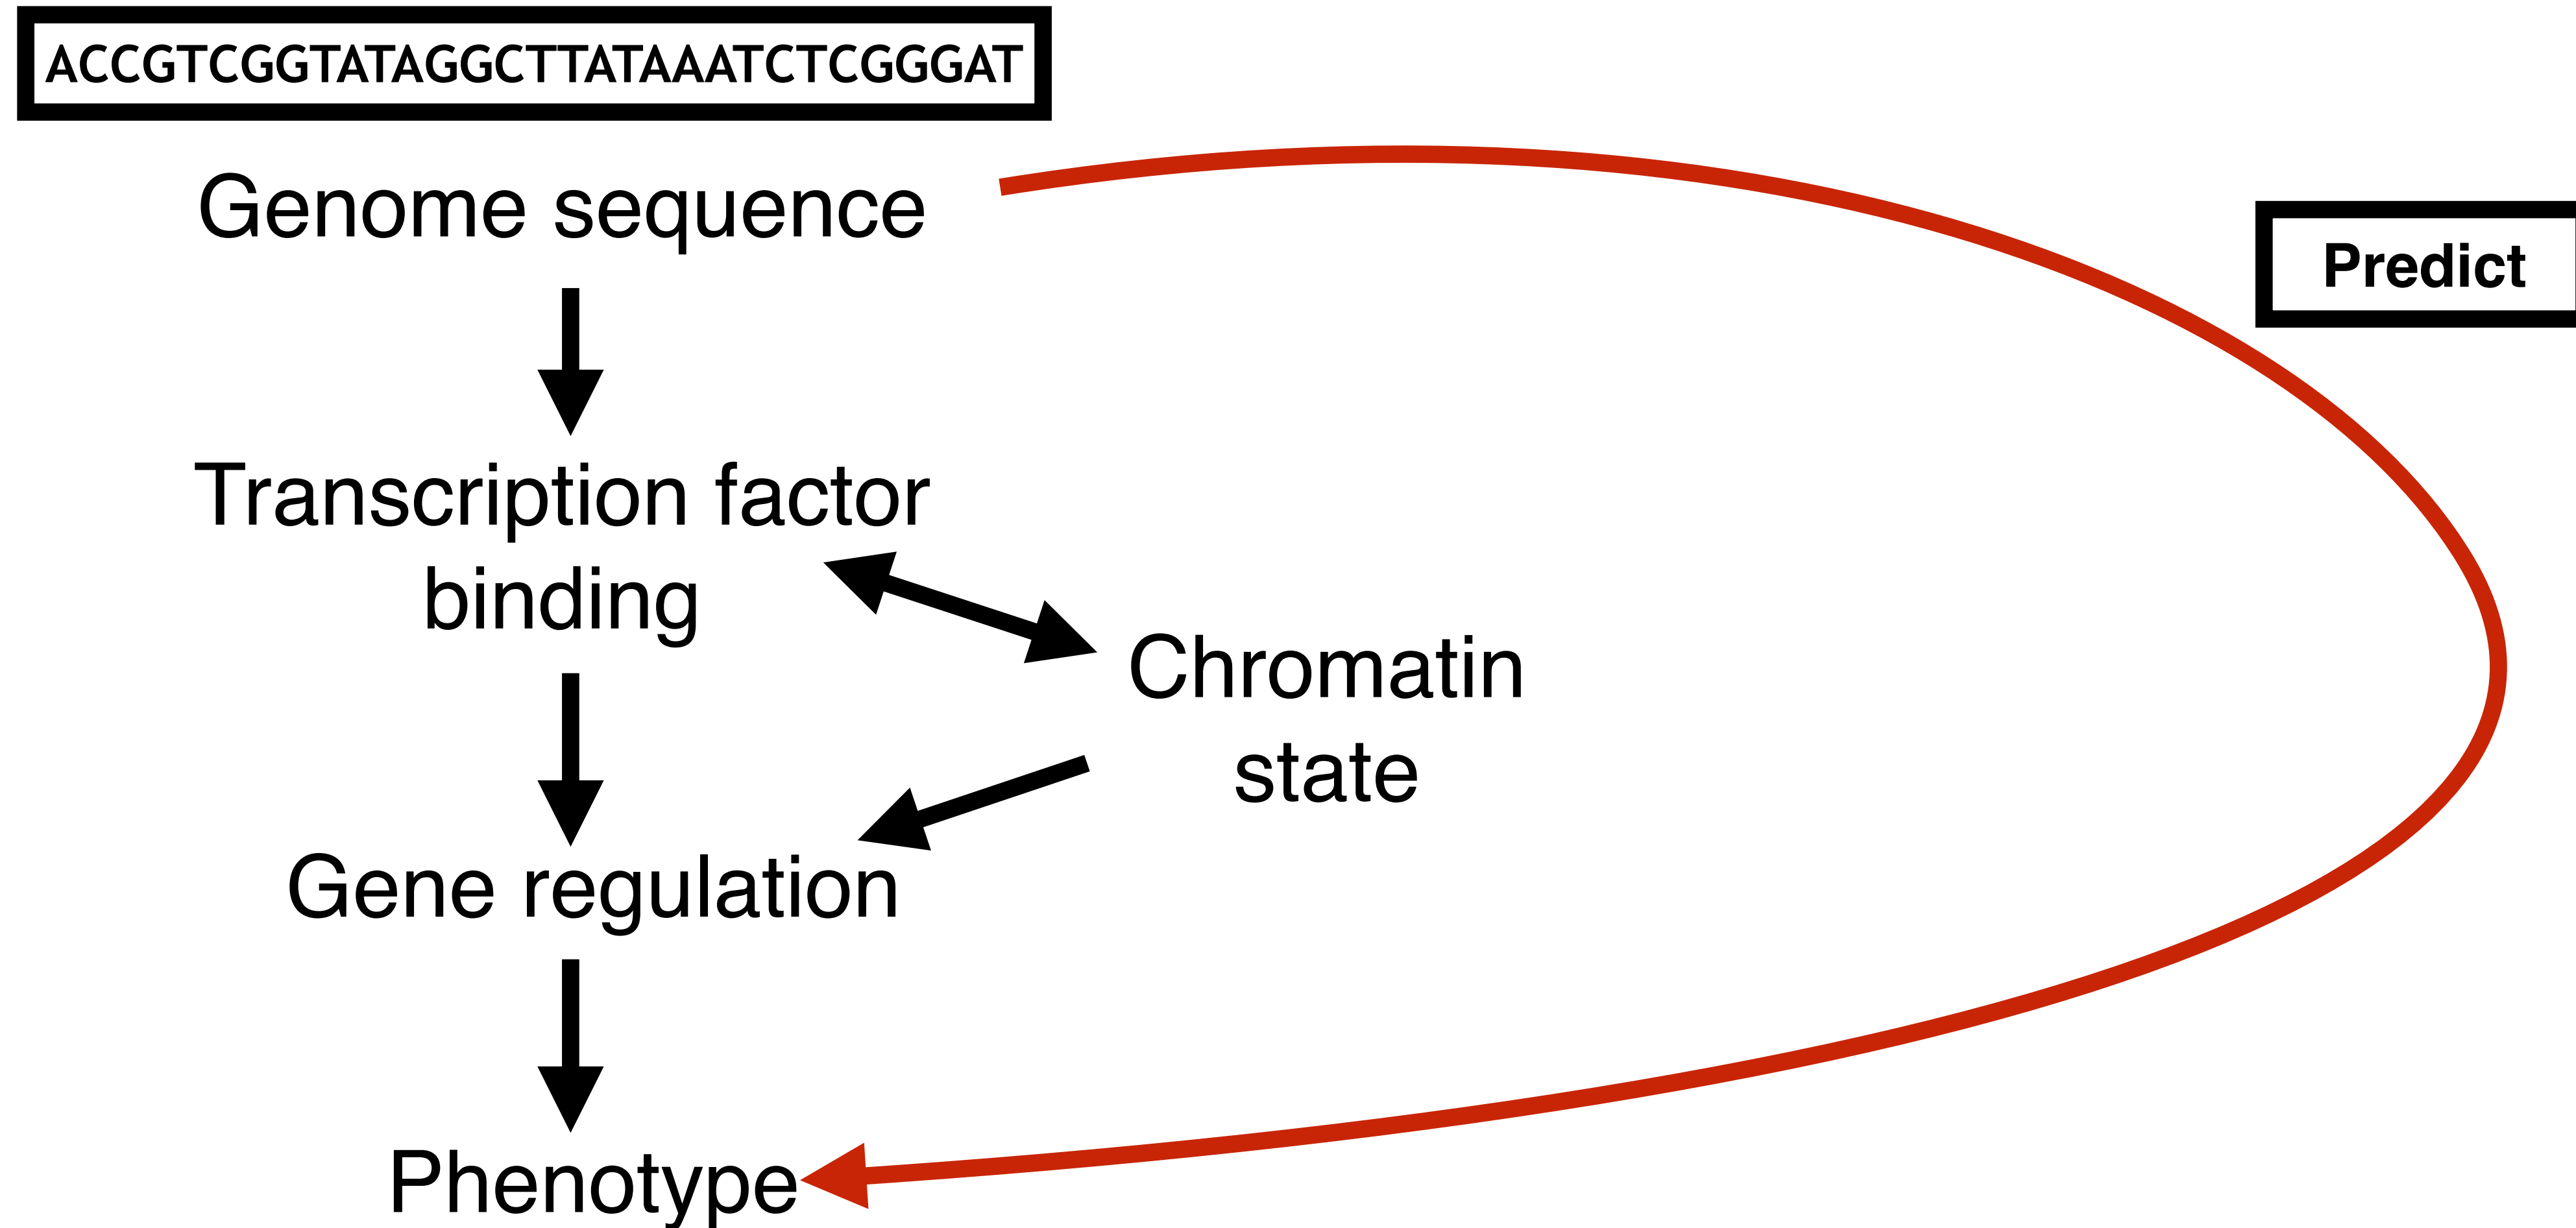 ACCGTCGGTATAGGCTTATAAATCTCGGGAT
Genome sequence
Predict
Transcription factor
binding
Chromatin
state
Gene regulation
Phenotype